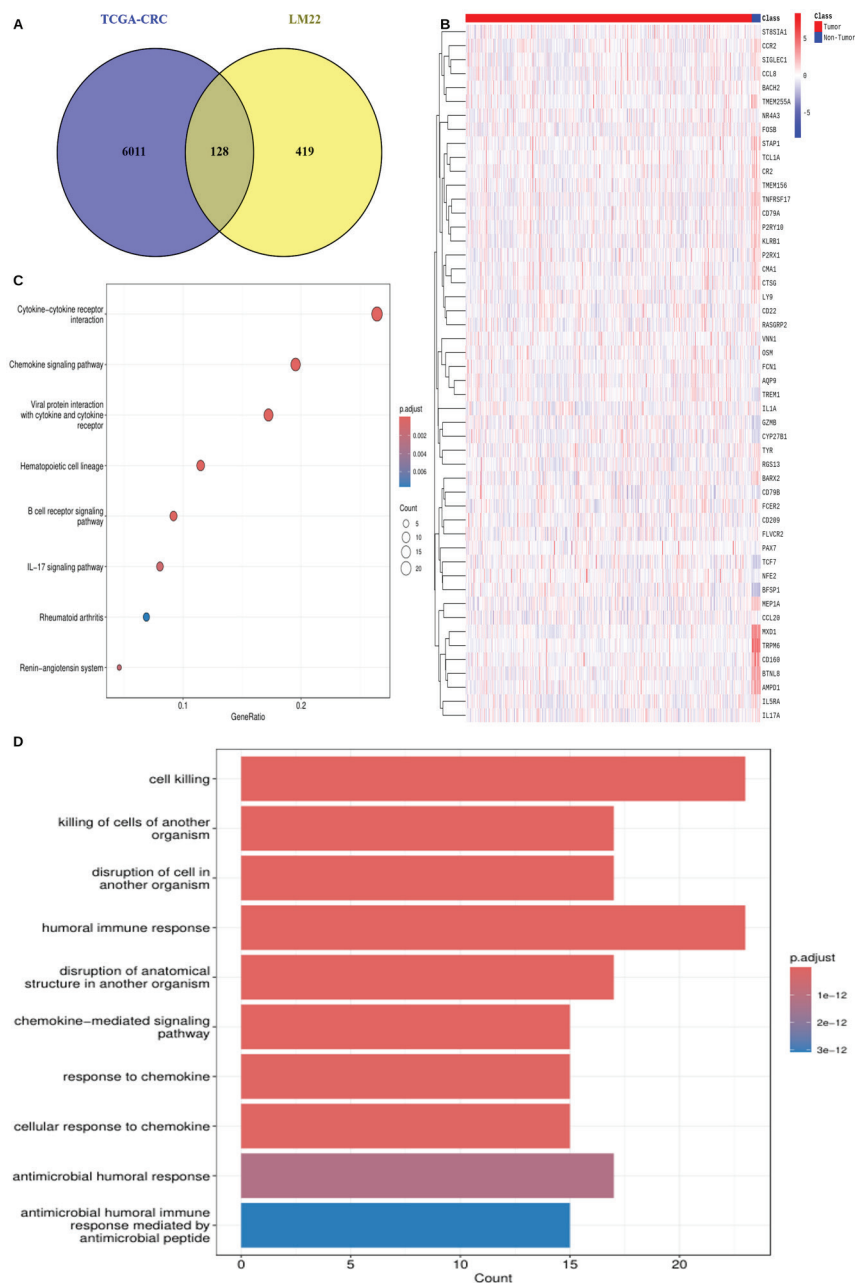 A
TCGA-CRC
LM22
6011
128
419
B
Class
Class
Tumor
Non-Tumor
5
0
-5
ST8SIA1
CCR2
SIGLEC1
CCL8
BACH2
TMEM255A
NR4A3
FOSB
STAP1
TCL1A
CR2
TMEM156
TNFRSF17
CD79A
P2RY10
KLRB1
P2RX1
CMA1
CTSG
LY9
CD22
RASGRP2
VNN1
OSM
FCN1
AQP9
TREM1
IL1A
GZMB
CYP27B1
TYR
RGS13
BARX2
CD79B
FCER2
CD209
FLVCR2
PAX7
TCF7
NFE2
BFSP1
MEP1A
CCL20
MXD1
TRPM6
CD160
BTNL8
AMPD1
IL5RA
IL17A
C
Cytokine-cytokine receptor
interaction
Chemokine signaling pathway
Viral protein interaction
with cytokine and cytokine
receptor
Hematopoietic cell lineage
B cell receptor signaling
pathway
IL-17 signaling pathway
Rheumatoid arthritis
Renin-angiotensin system
0.1
0.2
GeneRatio
p.adjust
0.002
0.004
0.006
Count
5
10
15
20
D
cell killing
killing of cells of another
organism
disruption of cell in
another organism
humoral immune response
disruption of anatomical
structure in another organism
chemokine-mediated signaling
pathway
response to chemokine
cellular response to chemokine
antimicrobial humoral response
antimicrobial humoral immune
response mediated by
antimicrobial peptide
0
5
10
15
20
Count
p.adjust
1e-12
2e-12
3e-12